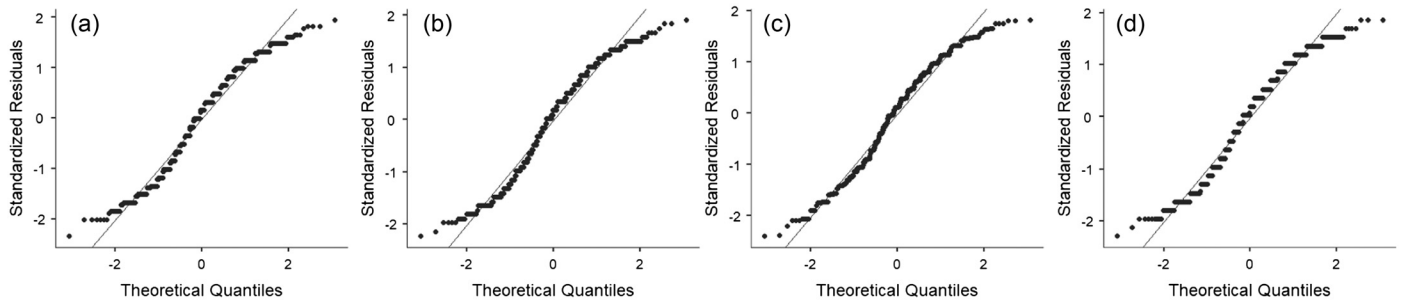 (a)
Standardized Residuals
2
1
0
-1
-2
-2 0 2
Theoretical Quantiles
(b)
Standardized Residuals
2
1
0
-1
-2
-2 0 2
Theoretical Quantiles
(c)
Standardized Residuals
2
1
0
-1
-2
-2 0 2
Theoretical Quantiles
(d)
Standardized Residuals
2
1
0
-1
-2
-2 0 2
Theoretical Quantiles